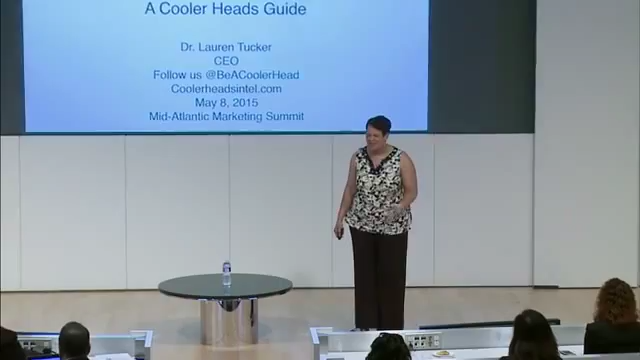 A Cooler Heads Guide
Dr. Lauren Tucker
CEO
Follow us @BeACoolerHead
Coolerheadsintel.com
May 8, 2015
Mid-Atlantic Marketing Summit